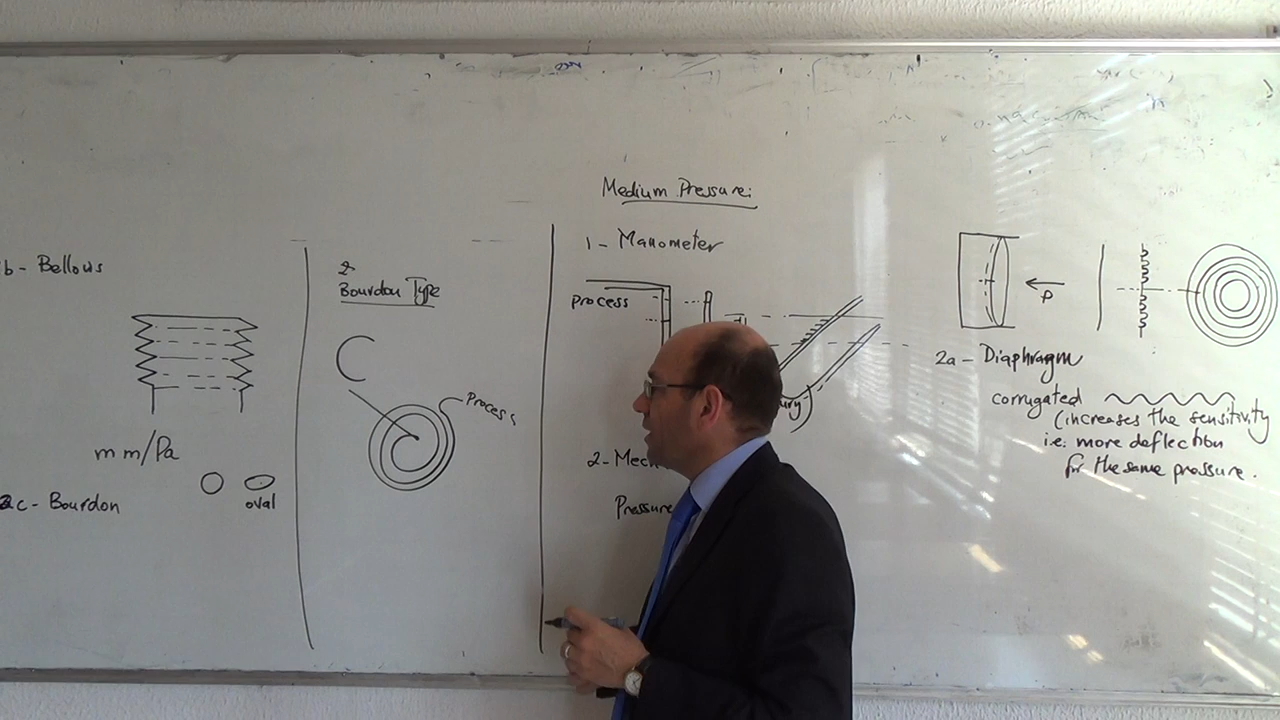 Medium Pressure:
b- Bellows
mm/Pa
2c- Bourdon
oval
2
Bourdon Type
Process
1- Manometer
process
2- Mec
Pressure
P
2a- Diaphragm
corrugated
(increases the sensitivity
i.e. more deflection
for the same pressure.